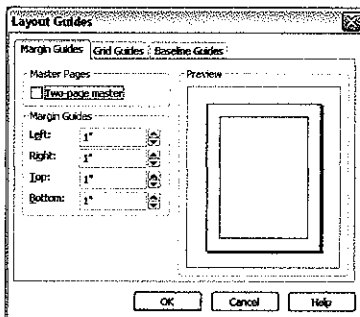 Layout Guides
Margin Guides Grid Guides Baseline Guides
Master Pages
Two-page master
Margin Guides
Left: 1"
Right: 1"
Top: 1"
Bottom: 1"
Preview
OK Cancel Help